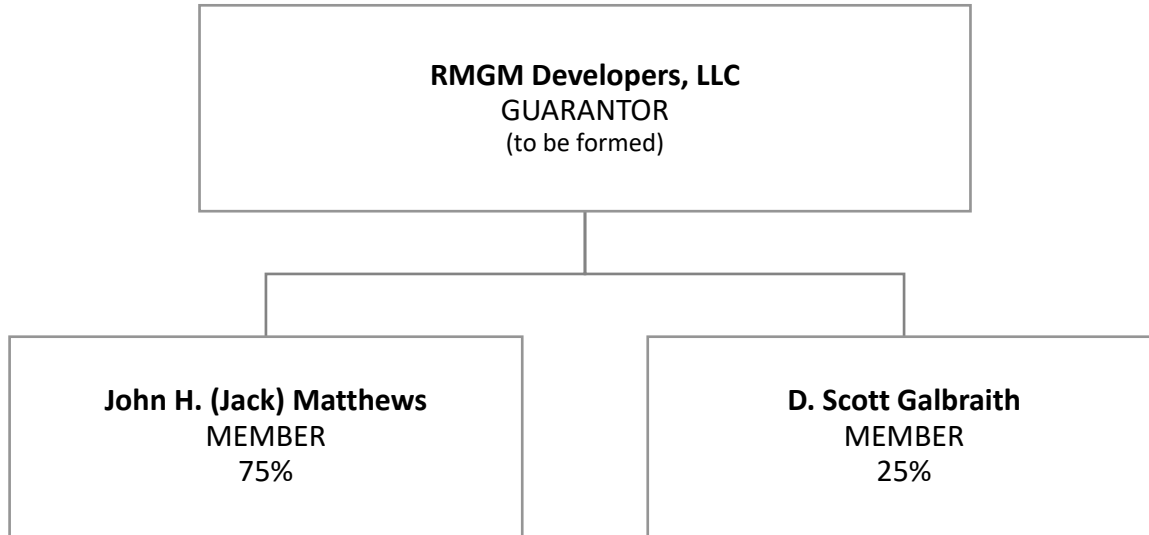 RMGM Developers, LLC
GUARANTOR
(to be formed)
John H. (Jack) Matthews
MEMBER
75%
D. Scott Galbraith
MEMBER
25%